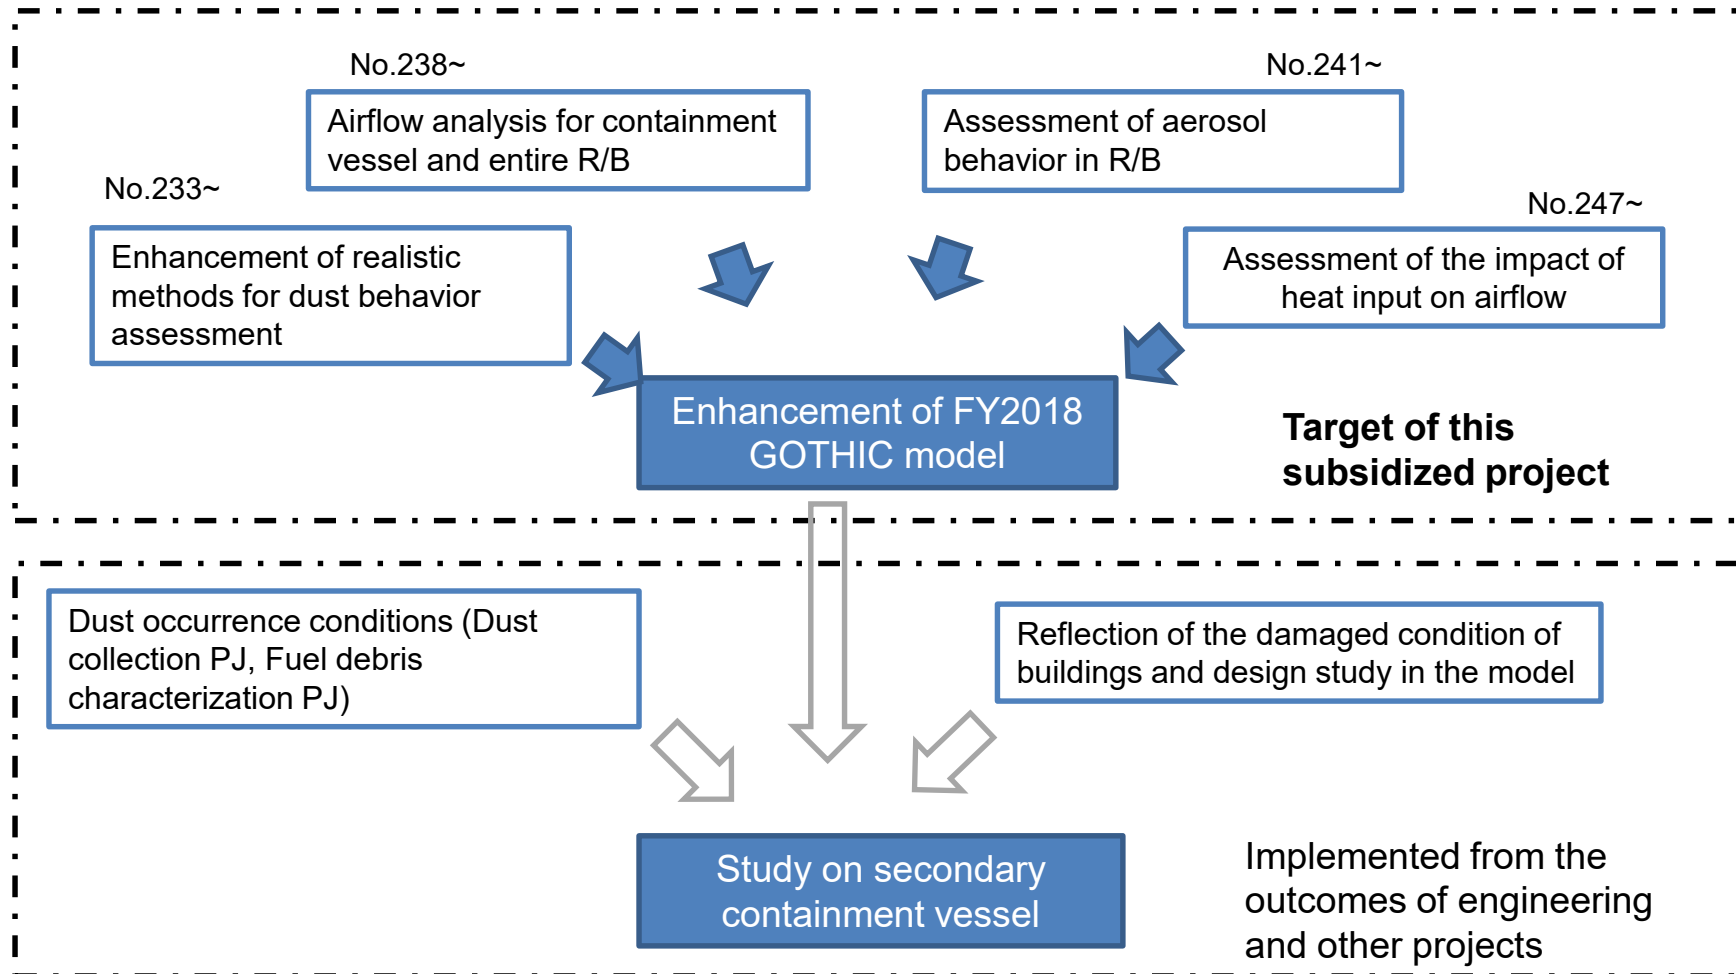 No.238~
Airflow analysis for containment
vessel and entire R/B
No.241~
Assessment of aerosol
behavior in R/B
No.233~
Enhancement of realistic
methods for dust behavior
assessment
No.247~
Assessment of the impact of
heat input on airflow
Enhancement of FY2018
GOTHIC model
Target of this
subsidized project
Dust occurrence conditions (Dust
collection PJ, Fuel debris
characterization PJ)
Reflection of the damaged condition of
buildings and design study in the model
Study on secondary
containment vessel
Implemented from the
outcomes of engineering
and other projects